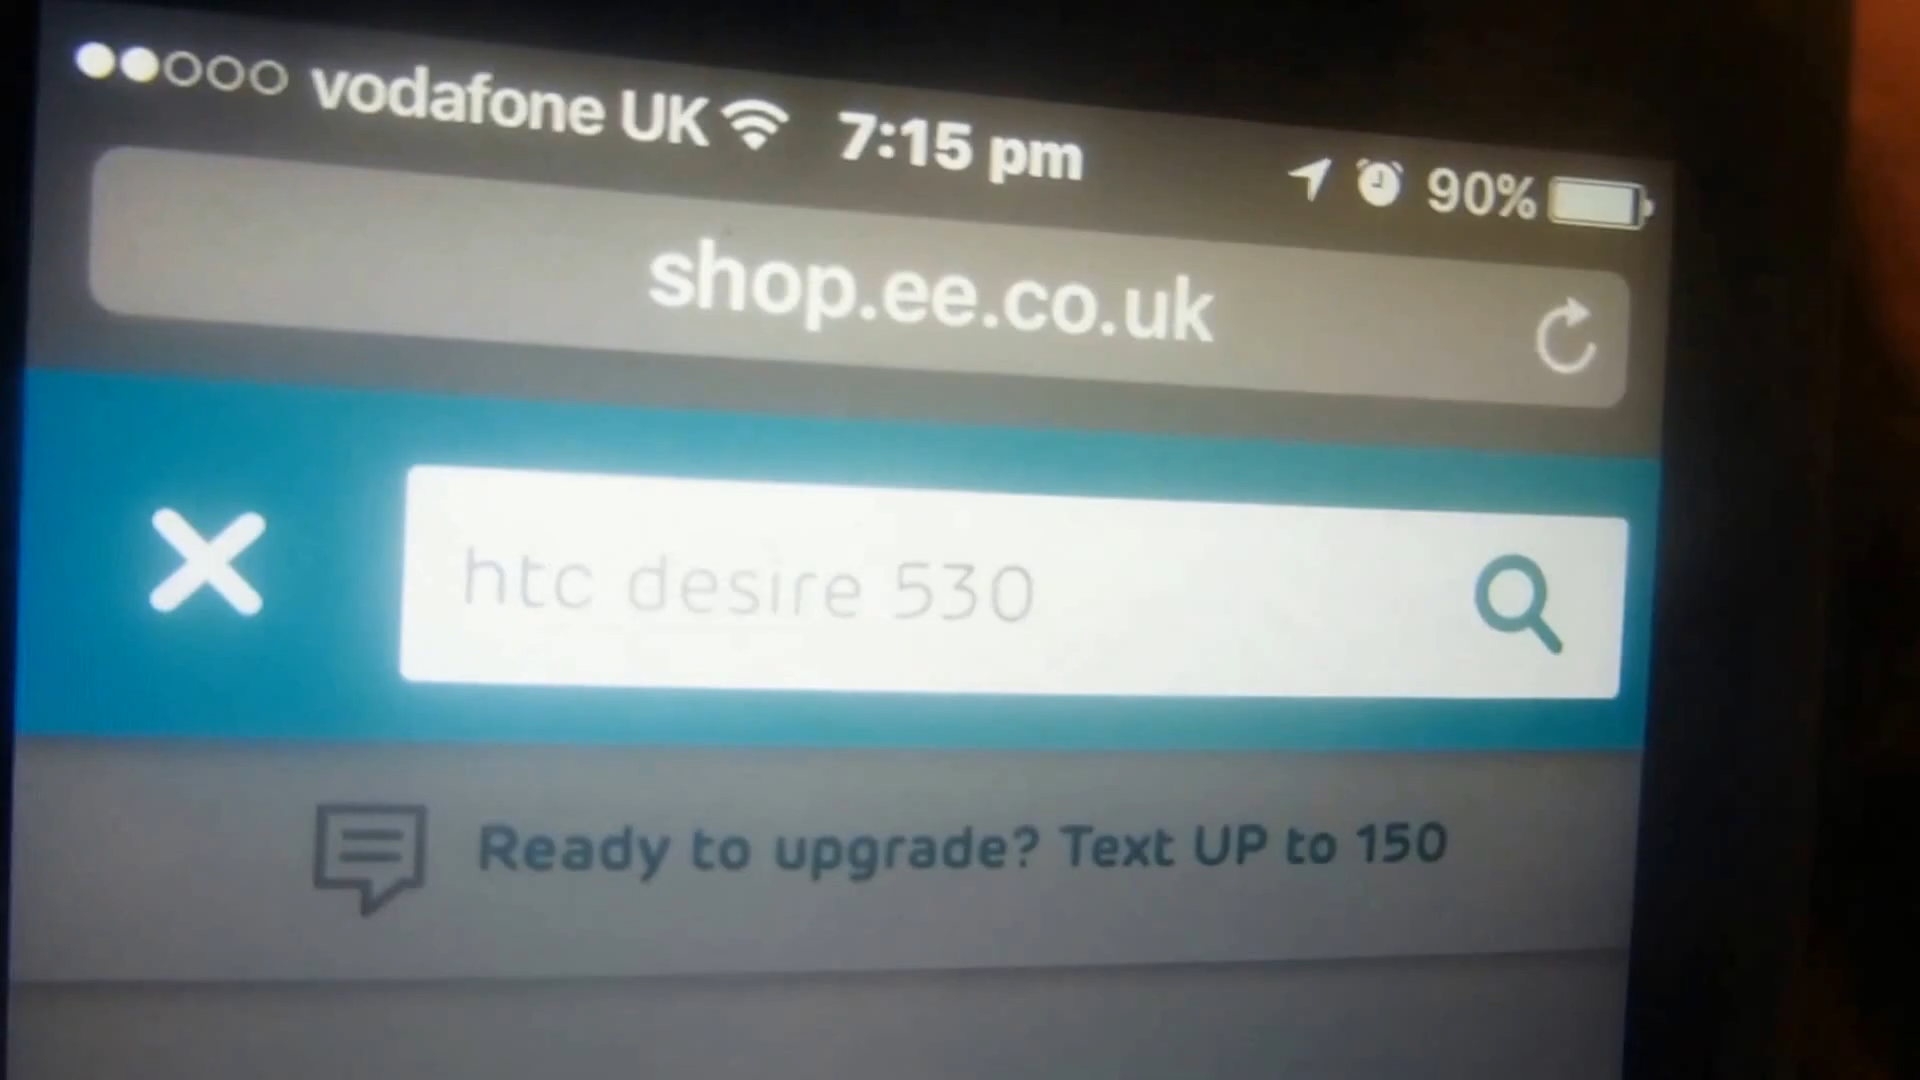 vodafone UK 7:15 pm 90%
shop.ee.co.uk
htc desire 530
Ready to upgrade? Text UP to 150